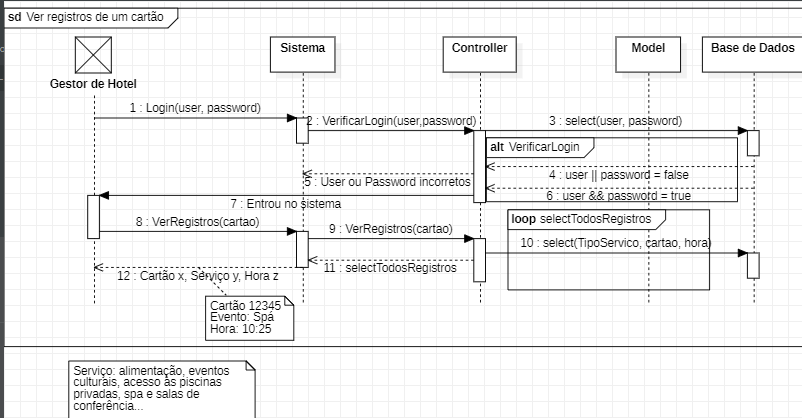 sd Ver registros de um cartão
Sistema
Controller
Model
Base de Dados
Gestor de Hotel
1 : Login(user, password)
2 : VerificarLogin(user,password)
3 : select(user, password)
alt VerificarLogin
4 : user || password = false
5 : User ou Password incorretos
6 : user && password = true
7 : Entrou no sistema
loop selectTodosRegistros
8 : VerRegistros(cartao)
9 : VerRegistros(cartao)
10 : select(TipoServico, cartao, hora)
11 : selectTodosRegistros
12 : Cartão x, Serviço y, Hora z
Cartão 12345
Evento: Spá
Hora: 10:25
Serviço: alimentação, eventos
culturais, acesso às piscinas
privadas, spa e salas de
conferência...